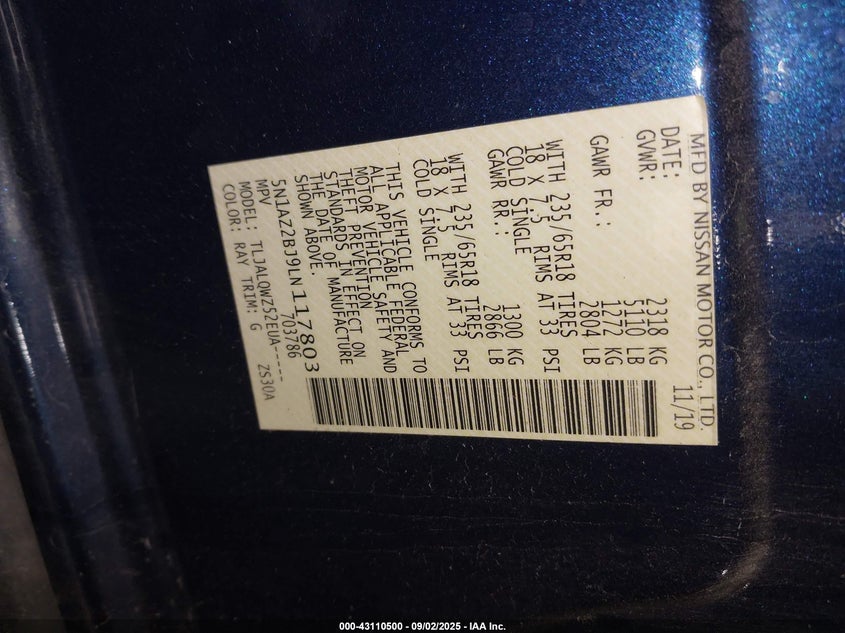 MFD BY NISSAN MOTOR CO., LTD.
DATE: 11/19
GVWR: 2318 KG
5110 LB
GAWR FR.: 1272 KG
2804 LB
WITH 235/65R18 TIRES
18 X 7.5 RIMS AT 33 PSI
COLD SINGLE
GAWR RR.: 1300 KG
2866 LB
WITH 235/65R18 TIRES
18 X 7.5 RIMS AT 33 PSI
COLD SINGLE
THIS VEHICLE CONFORMS TO
ALL APPLICABLE FEDERAL
MOTOR VEHICLE SAFETY AND
THEFT PREVENTION
STANDARDS IN EFFECT ON
THE DATE OF MANUFACTURE
SHOWN ABOVE.
5N1AZ2BJ9LN117803
MPV 703786
MODEL: TLJALQWZS2EUA-----
COLOR: RAY TRIM: G ZS30A
000-43110500 - 09/02/2025 - IAA Inc.